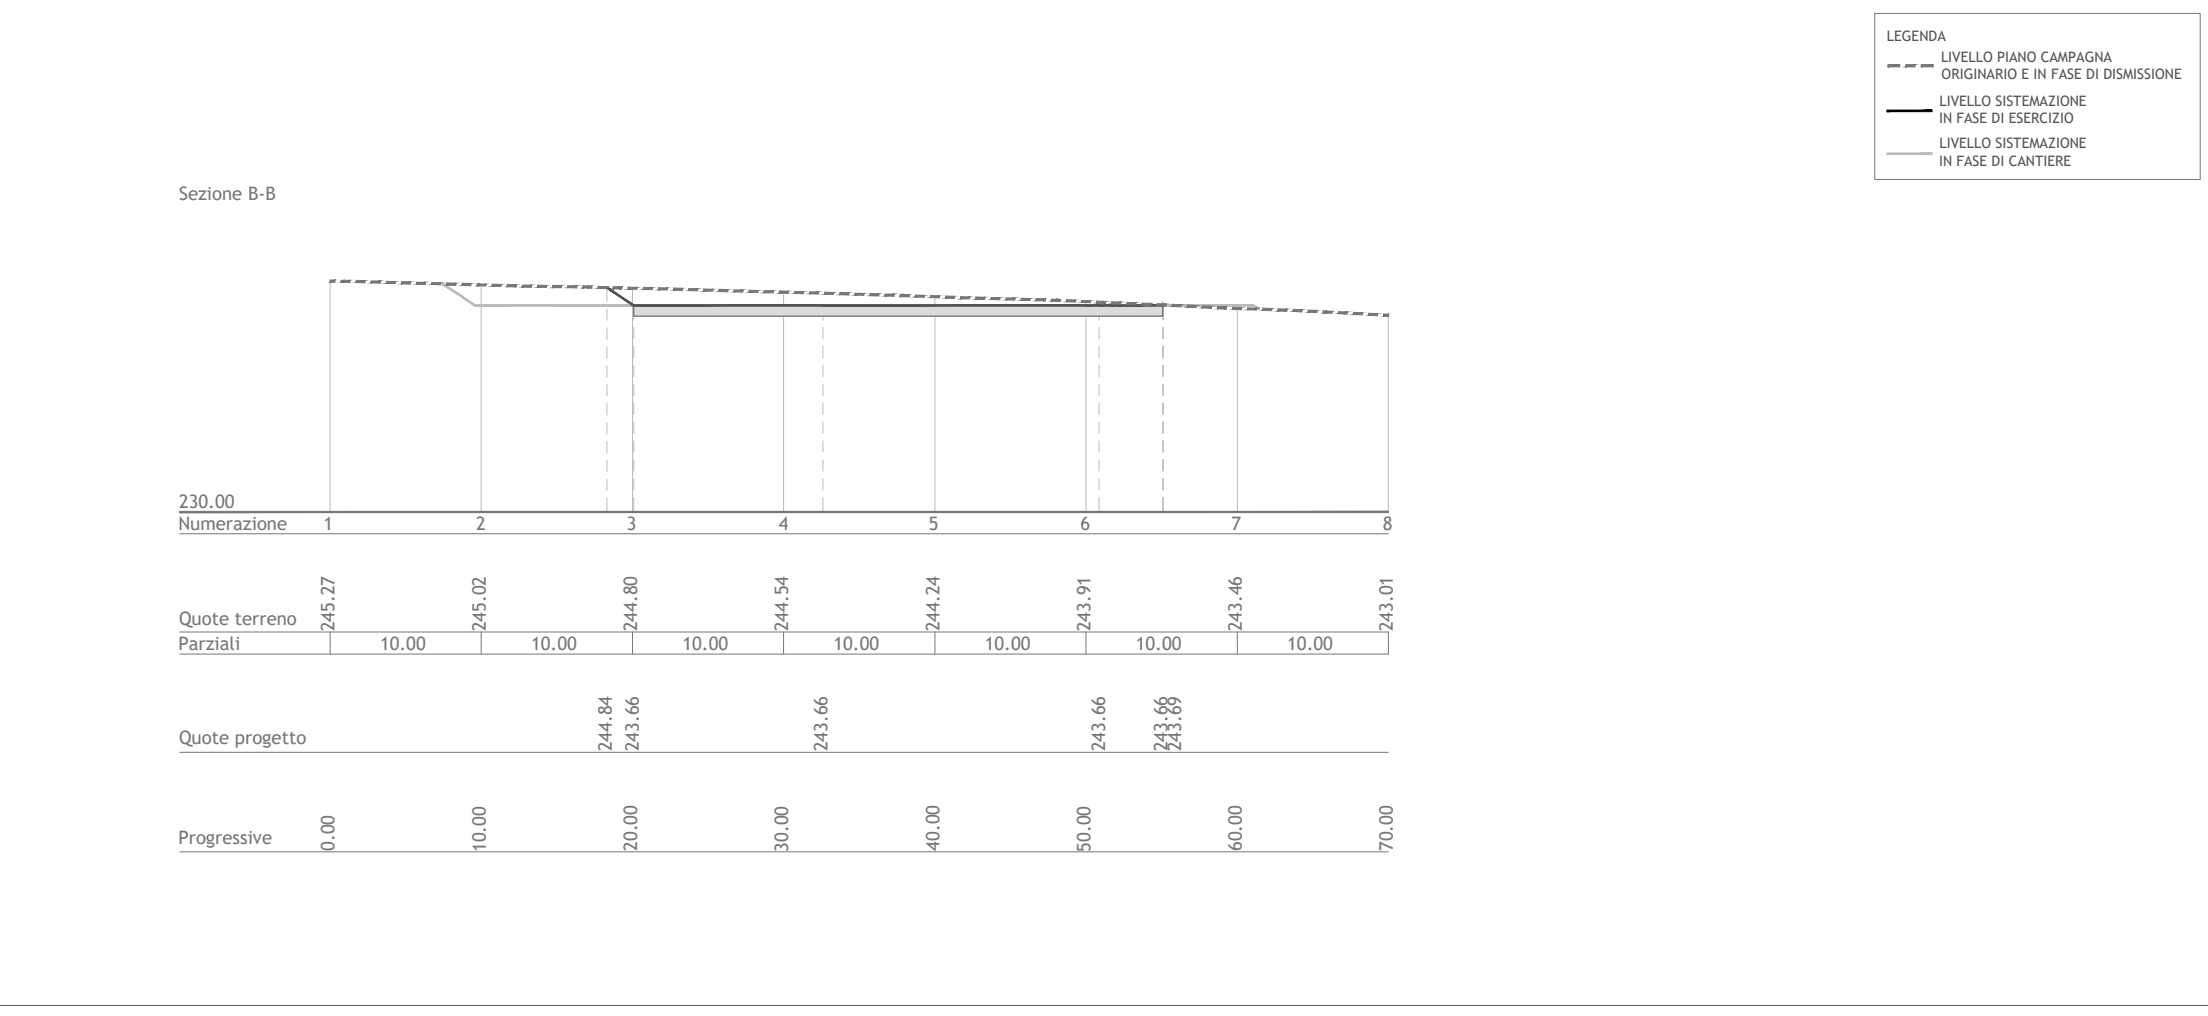 LEGENDA
LIVELLO PIANO CAMPAGNA
ORIGINARIO E IN FASE DI DISMISSIONE
LIVELLO SISTEMAZIONE
IN FASE DI ESERCIZIO
LIVELLO SISTEMAZIONE
IN FASE DI CANTIERE
Sezione B-B
230.00
Numerazione 1 2 3 4 5 6 7 8
Quote terreno 245.27 245.02 244.80 244.54 244.24 243.91 243.46 243.01
Parziali 10.00 10.00 10.00 10.00 10.00 10.00 10.00
Quote progetto 244.84 243.66 243.66 243.66 243.66 243.69
Progressive 0.00 10.00 20.00 30.00 40.00 50.00 60.00 70.00